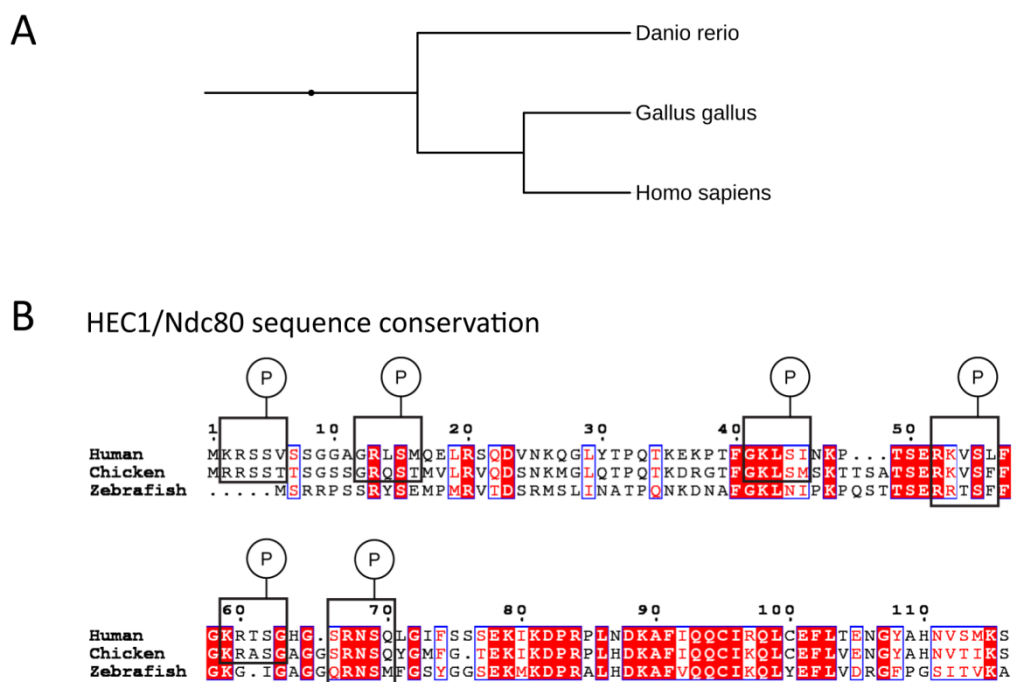 A
Danio rerio
Gallus gallus
Homo sapiens
B HEC1/Ndc80 sequence conservation
P P P P
1 10 20 30 40 50
Human MKRSSVSSGGAGRLSMQELRSQDVNKQGLYTPQTKEKPTFGKLSINKP...TSERKVSLF
Chicken MRRSSTTSGSSGRQSTMVLRVQDSNKMGLQTPQTKDRGTFGKLSMSKTTSATSERKVSFF
Zebrafish .....MSRRPSSRYSEMPMRVTDSRMSLINATPQNKDNAFGKLNIPKPQSTTSERRTSFF
P P
60 70 80 90 100 110
Human GKRTSGHG.SRNSQLGIFSSSEKIKDPRPLNDKAFIQQCIRQLCEFLTENGYAHNVSMKS
Chicken GKRASGAGGSRNSQYGMFG.TEKIKDPRPLHDKAFIQQCIKQLCEFLVENGYAHNVTIKS
Zebrafish GKG.IGAGGQRNSMFGSYGGSEKMKDPRALHDKAFIQQCIRQLYEFLVDRGFPGSITVKA